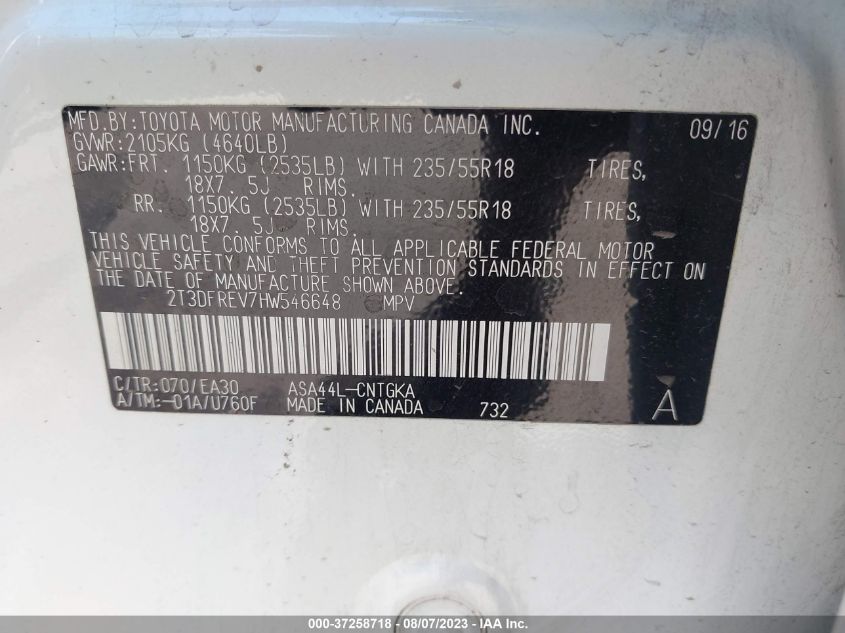 MFD.BY:TOYOTA MOTOR MANUFACTURING CANADA INC. 09/16
GVWR:2105KG (4640LB)
GAWR:FRT. 1150KG (2535LB) WITH 235/55R18 TIRES,
18X7.5J RIMS.
RR. 1150KG (2535LB) WITH 235/55R18 TIRES,
18X7.5J RIMS.
THIS VEHICLE CONFORMS TO ALL APPLICABLE FEDERAL MOTOR
VEHICLE SAFETY AND THEFT PREVENTION STANDARDS IN EFFECT ON
THE DATE OF MANUFACTURE SHOWN ABOVE.
2T3DFREV7HW546648 MPV
C/TR:070/EA30 ASA44L-CNTGKA
A/TM:-01A/U760F MADE IN CANADA 732 A
000-37258718 - 08/07/2023 - IAA Inc.